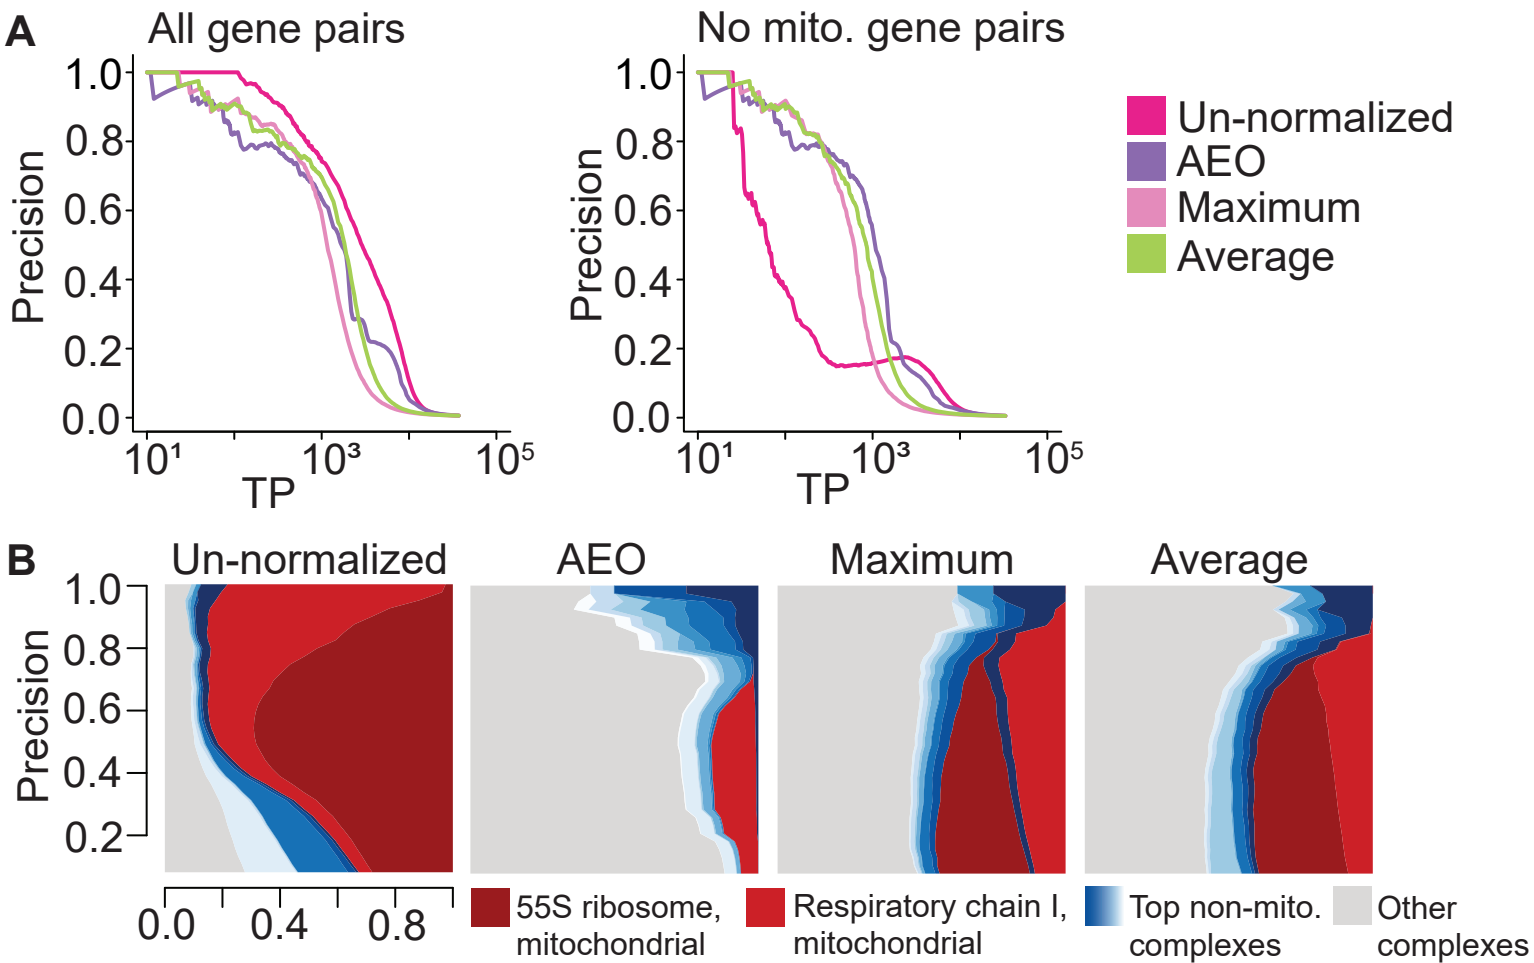 A
All gene pairs
No mito. gene pairs
1.0
0.8
0.6
0.4
0.2
0.0
Precision
10¹
10³
10⁵
TP
1.0
0.8
0.6
0.4
0.2
0.0
Precision
10¹
10³
10⁵
TP
Un-normalized
AEO
Maximum
Average
B
Un-normalized
AEO
Maximum
Average
1.0
0.8
0.6
0.4
0.2
Precision
0.0
0.4
0.8
55S ribosome,
mitochondrial
Respiratory chain I,
mitochondrial
Top non-mito.
complexes
Other
complexes